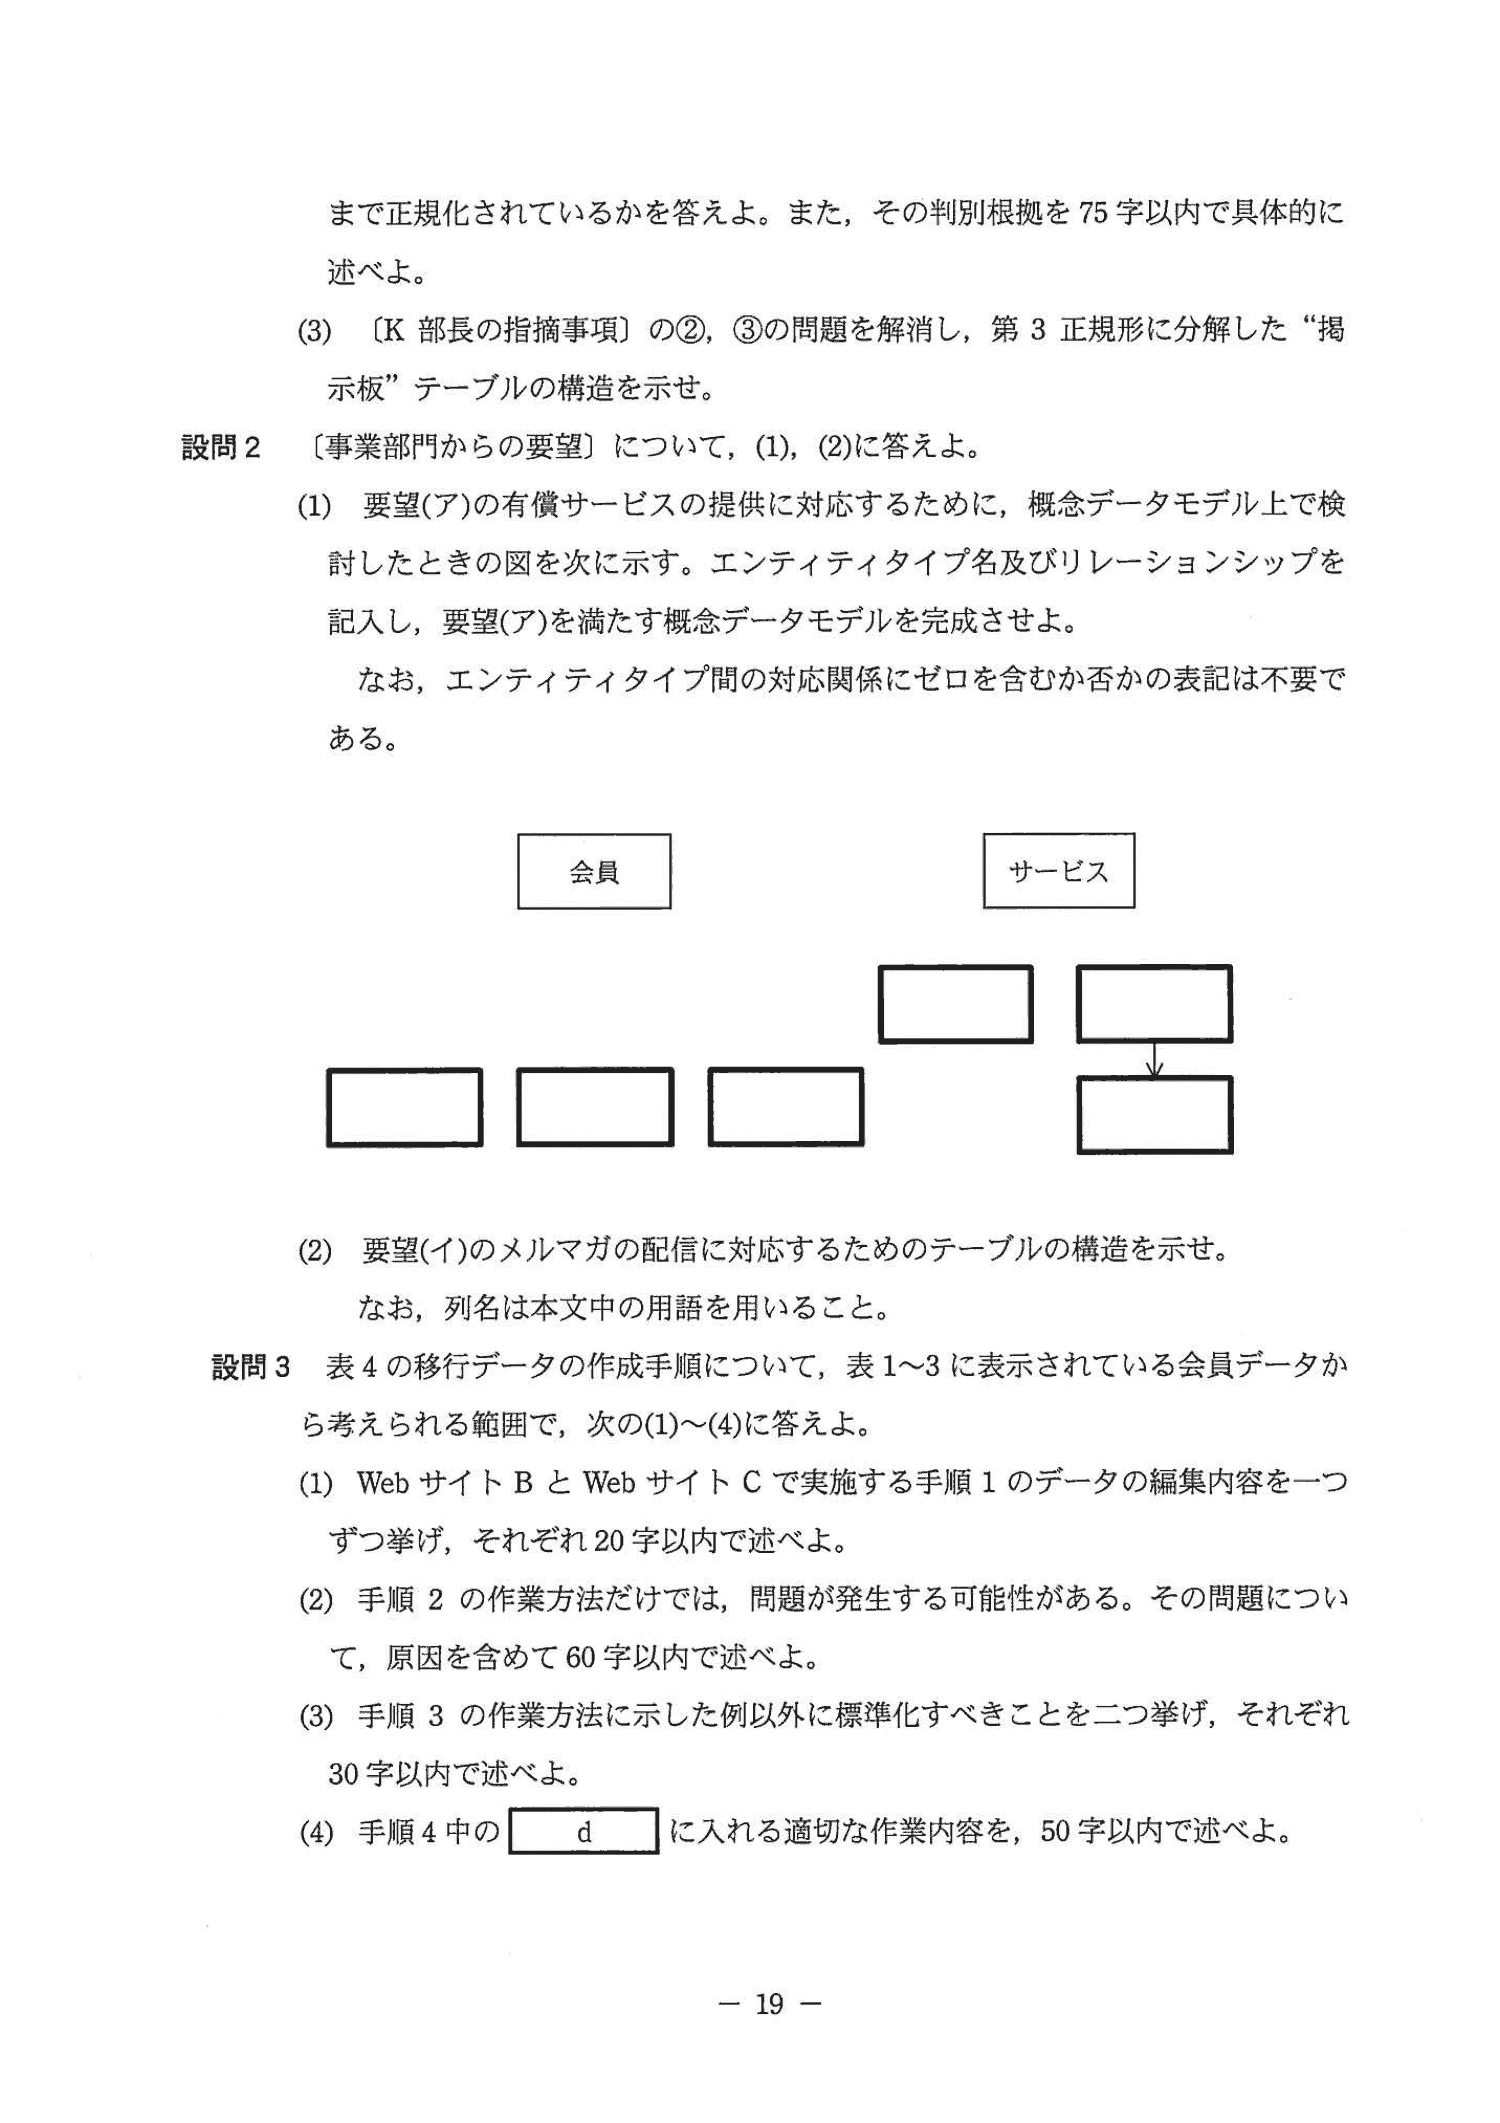 まで正規化されているかを答えよ。また，その判別根拠を 75 字以内で具体的に
述べよ。
(3) 〔K 部長の指摘事項〕の②，③の問題を解消し，第 3 正規形に分解した“掲
示板”テーブルの構造を示せ。
設問2 〔事業部門からの要望〕について，(1)，(2)に答えよ。
(1) 要望(ア)の有償サービスの提供に対応するために，概念データモデル上で検
討したときの図を次に示す。エンティティタイプ名及びリレーションシップを
記入し，要望(ア)を満たす概念データモデルを完成させよ。
なお，エンティティタイプ間の対応関係にゼロを含むか否かの表記は不要で
ある。
会員
サービス
(2) 要望(イ)のメルマガの配信に対応するためのテーブルの構造を示せ。
なお，列名は本文中の用語を用いること。
設問3 表 4 の移行データの作成手順について，表 1～3 に表示されている会員データか
ら考えられる範囲で，次の(1)～(4)に答えよ。
(1) Web サイト B と Web サイト C で実施する手順 1 のデータの編集内容を一つ
ずつ挙げ，それぞれ 20 字以内で述べよ。
(2) 手順 2 の作業方法だけでは，問題が発生する可能性がある。その問題につい
て，原因を含めて 60 字以内で述べよ。
(3) 手順 3 の作業方法に示した例以外に標準化すべきことを二つ挙げ，それぞれ
30 字以内で述べよ。
(4) 手順 4 中の d に入れる適切な作業内容を，50 字以内で述べよ。
－ 19 －